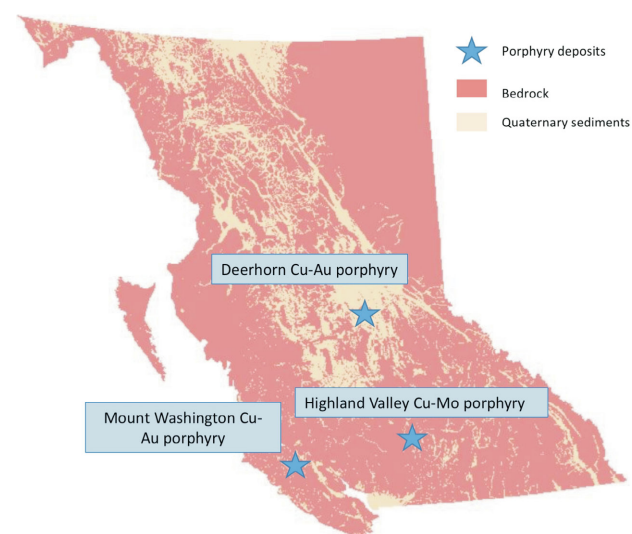 Porphyry deposits
Bedrock
Quaternary sediments
Deerhorn Cu-Au porphyry
Highland Valley Cu-Mo porphyry
Mount Washington Cu-
Au porphyry